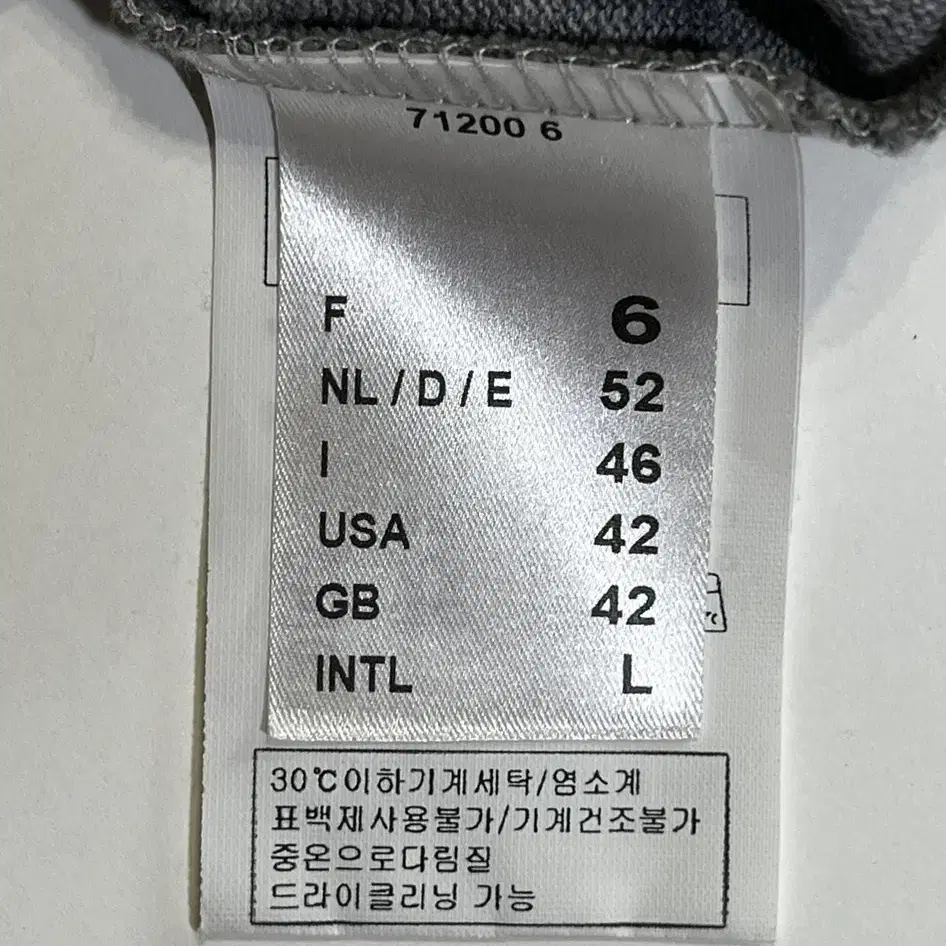 71200 6
F 6
NL / D / E 52
I 46
USA 42
GB 42
INTL L
30℃이하기계세탁/염소계
표백제사용불가/기계건조불가
중온으로다림질
드라이클리닝 가능